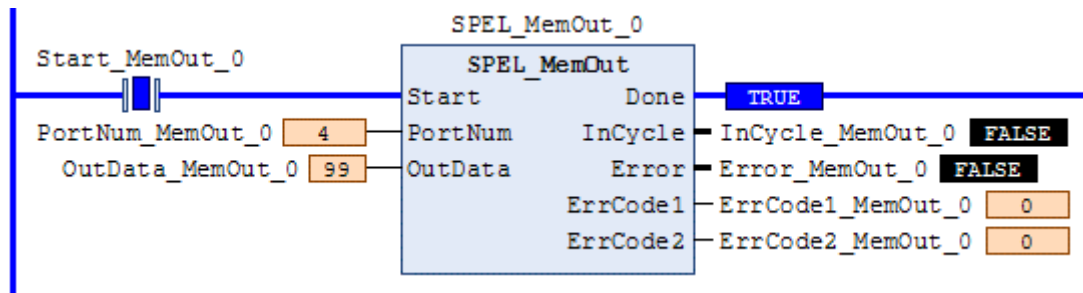 SPEL_MemOut_0
Start_MemOut_0
SPEL_MemOut
Start Done TRUE
PortNum_MemOut_0 4 PortNum InCycle InCycle_MemOut_0 FALSE
OutData_MemOut_0 99 OutData Error Error_MemOut_0 FALSE
ErrCode1 ErrCode1_MemOut_0 0
ErrCode2 ErrCode2_MemOut_0 0